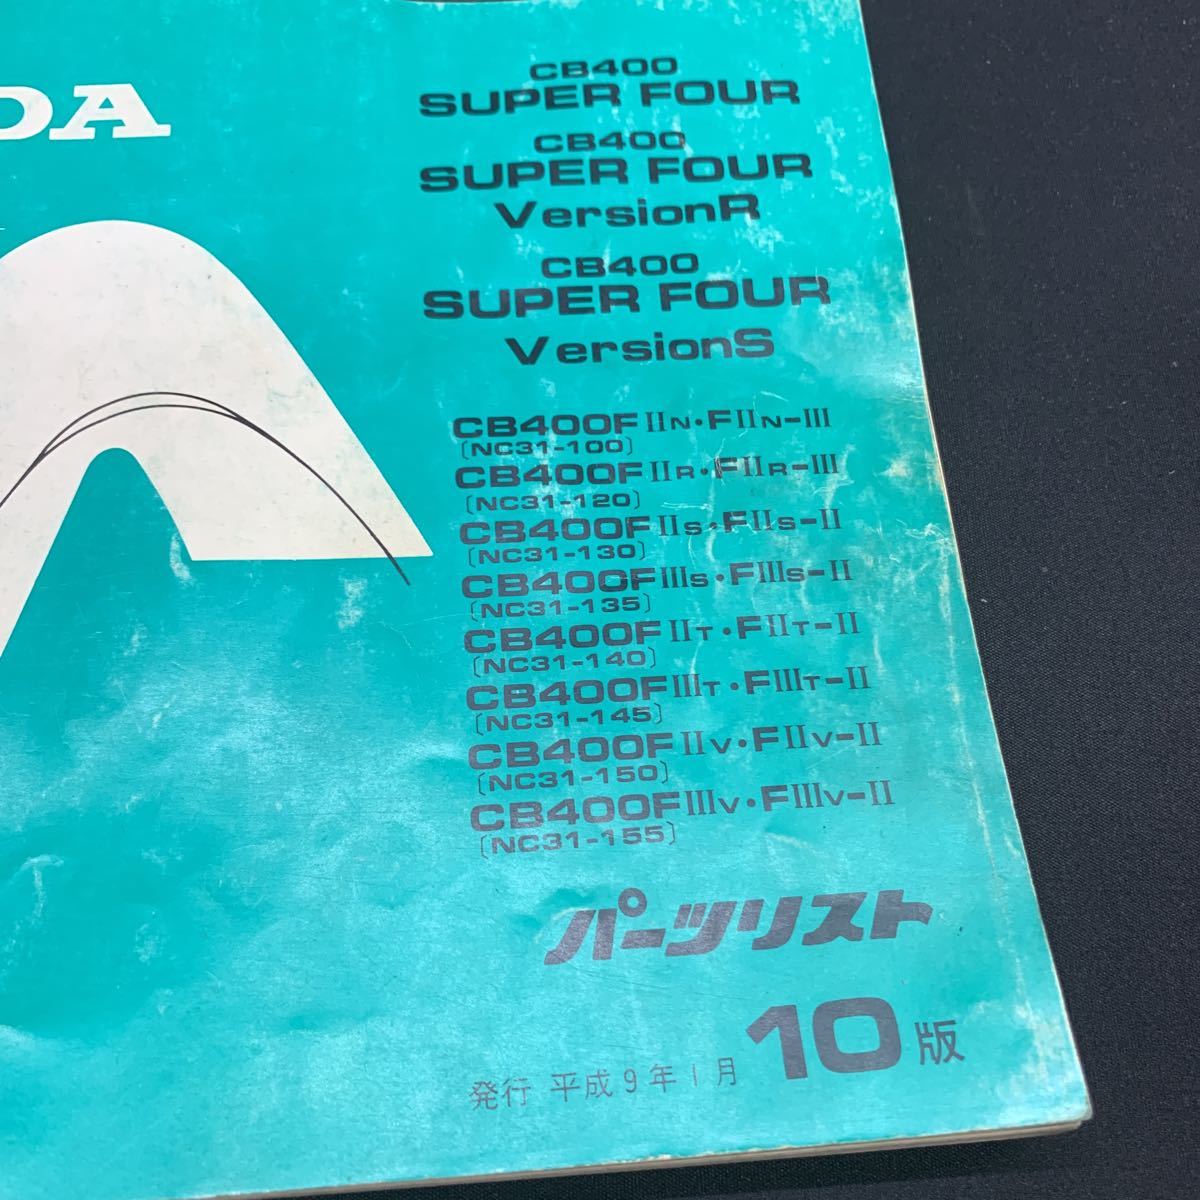 DA
CB400
SUPER FOUR
CB400
SUPER FOUR
VersionR
CB400
SUPER FOUR
VersionS
CB400FIIN・FIIN-III
〔NC31-100〕
CB400FIIR・FIIR-III
〔NC31-120〕
CB400FIIS・FIIS-II
〔NC31-130〕
CB400FIIIS・FIIIS-II
〔NC31-135〕
CB400FIIT・FIIT-II
〔NC31-140〕
CB400FIIIT・FIIIT-II
〔NC31-145〕
CB400FIIV・FIIV-II
〔NC31-150〕
CB400FIIIV・FIIIV-II
〔NC31-155〕
パーツリスト
発行 平成9年1月 10版